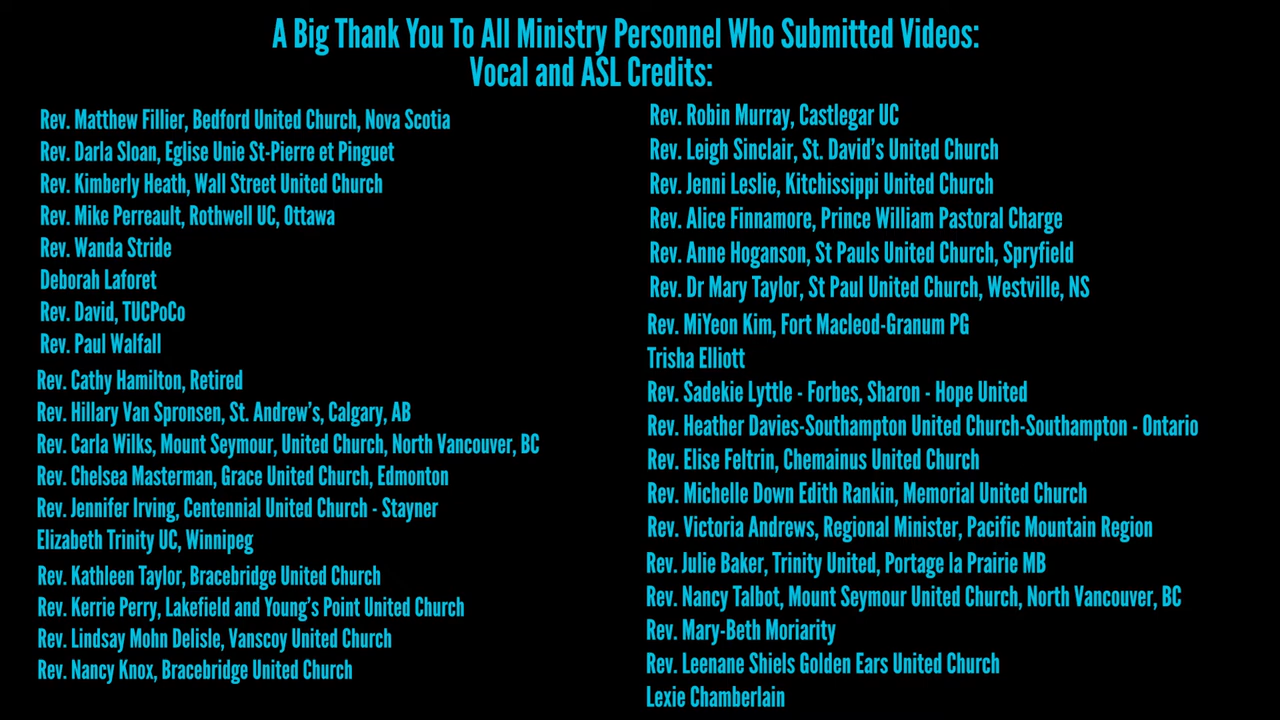 A Big Thank You To All Ministry Personnel Who Submitted Videos:
Vocal and ASL Credits:
Rev. Matthew Fillier, Bedford United Church, Nova Scotia
Rev. Darla Sloan, Eglise Unie St-Pierre et Pinguet
Rev. Kimberly Heath, Wall Street United Church
Rev. Mike Perreault, Rothwell UC, Ottawa
Rev. Wanda Stride
Deborah Laforet
Rev. David, TUCPoCo
Rev. Paul Walfall
Rev. Cathy Hamilton, Retired
Rev. Hillary Van Spronsen, St. Andrew's, Calgary, AB
Rev. Carla Wilks, Mount Seymour, United Church, North Vancouver, BC
Rev. Chelsea Masterman, Grace United Church, Edmonton
Rev. Jennifer Irving, Centennial United Church - Stayner
Elizabeth Trinity UC, Winnipeg
Rev. Kathleen Taylor, Bracebridge United Church
Rev. Kerrie Perry, Lakefield and Young's Point United Church
Rev. Lindsay Mohn Delisle, Vanscoy United Church
Rev. Nancy Knox, Bracebridge United Church
Rev. Robin Murray, Castlegar UC
Rev. Leigh Sinclair, St. David's United Church
Rev. Jenni Leslie, Kitchissippi United Church
Rev. Alice Finnamore, Prince William Pastoral Charge
Rev. Anne Hoganson, St Pauls United Church, Spryfield
Rev. Dr Mary Taylor, St Paul United Church, Westville, NS
Rev. MiYeon Kim, Fort Macleod-Granum PG
Trisha Elliott
Rev. Sadekie Lyttle - Forbes, Sharon - Hope United
Rev. Heather Davies-Southampton United Church-Southampton - Ontario
Rev. Elise Feltrin, Chemainus United Church
Rev. Michelle Down Edith Rankin, Memorial United Church
Rev. Victoria Andrews, Regional Minister, Pacific Mountain Region
Rev. Julie Baker, Trinity United, Portage la Prairie MB
Rev. Nancy Talbot, Mount Seymour United Church, North Vancouver, BC
Rev. Mary-Beth Moriarity
Rev. Leenane Shiels Golden Ears United Church
Lexie Chamberlain